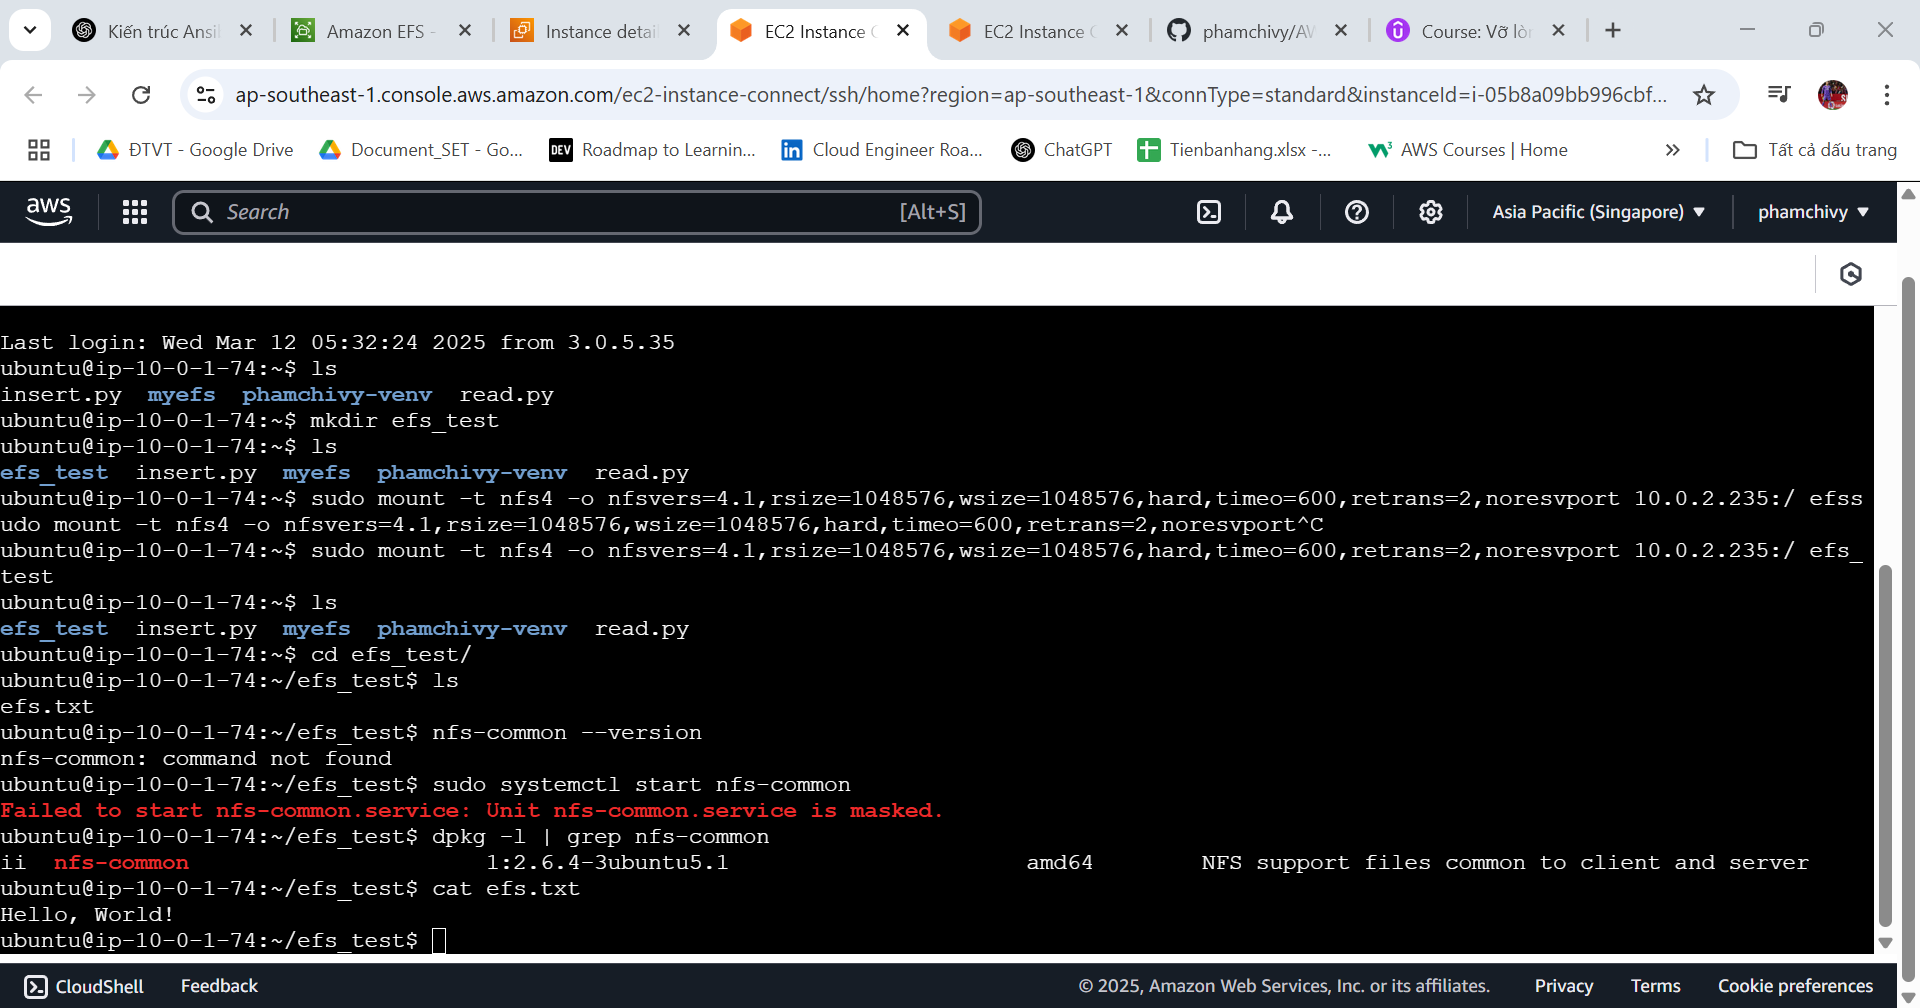 Kiến trúc Ansi
Amazon EFS -
Instance detai
EC2 Instance C
EC2 Instance C
phamchivy/AW
Course: Vỡ lòn
ap-southeast-1.console.aws.amazon.com/ec2-instance-connect/ssh/home?region=ap-southeast-1&connType=standard&instanceId=i-05b8a09bb996cbf...
ĐTVT - Google Drive
Document_SET - Go...
DEV Roadmap to Learnin...
in Cloud Engineer Roa...
ChatGPT
Tienbanhang.xlsx -...
AWS Courses | Home
Tất cả dấu trang
aws
Search
[Alt+S]
Asia Pacific (Singapore)
phamchivy
Last login: Wed Mar 12 05:32:24 2025 from 3.0.5.35
ubuntu@ip-10-0-1-74:~$ ls
insert.py myefs phamchivy-venv read.py
ubuntu@ip-10-0-1-74:~$ mkdir efs_test
ubuntu@ip-10-0-1-74:~$ ls
efs_test insert.py myefs phamchivy-venv read.py
ubuntu@ip-10-0-1-74:~$ sudo mount -t nfs4 -o nfsvers=4.1,rsize=1048576,wsize=1048576,hard,timeo=600,retrans=2,noresvport 10.0.2.235:/ efss
udo mount -t nfs4 -o nfsvers=4.1,rsize=1048576,wsize=1048576,hard,timeo=600,retrans=2,noresvport^C
ubuntu@ip-10-0-1-74:~$ sudo mount -t nfs4 -o nfsvers=4.1,rsize=1048576,wsize=1048576,hard,timeo=600,retrans=2,noresvport 10.0.2.235:/ efs_
test
ubuntu@ip-10-0-1-74:~$ ls
efs_test insert.py myefs phamchivy-venv read.py
ubuntu@ip-10-0-1-74:~$ cd efs_test/
ubuntu@ip-10-0-1-74:~/efs_test$ ls
efs.txt
ubuntu@ip-10-0-1-74:~/efs_test$ nfs-common --version
nfs-common: command not found
ubuntu@ip-10-0-1-74:~/efs_test$ sudo systemctl start nfs-common
Failed to start nfs-common.service: Unit nfs-common.service is masked.
ubuntu@ip-10-0-1-74:~/efs_test$ dpkg -l | grep nfs-common
ii nfs-common 1:2.6.4-3ubuntu5.1 amd64 NFS support files common to client and server
ubuntu@ip-10-0-1-74:~/efs_test$ cat efs.txt
Hello, World!
ubuntu@ip-10-0-1-74:~/efs_test$
CloudShell
Feedback
© 2025, Amazon Web Services, Inc. or its affiliates.
Privacy
Terms
Cookie preferences